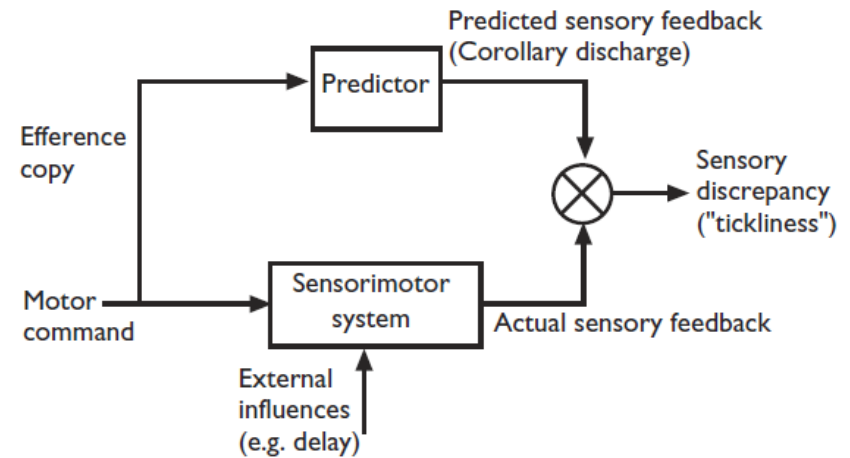 Predicted sensory feedback
(Corollary discharge)
Predictor
Efference
copy
Sensory
discrepancy
("tickliness")
Motor
command
Sensorimotor
system
Actual sensory feedback
External
influences
(e.g. delay)